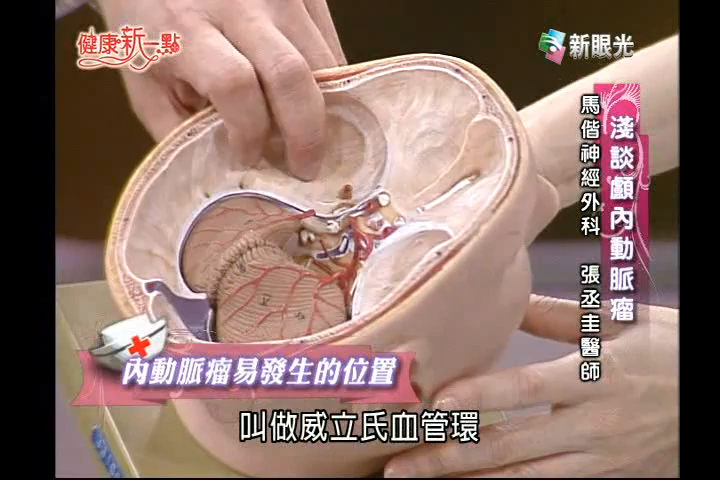 健康新一點
新眼光
淺談顱內動脈瘤
馬偕神經外科 張丞圭醫師
內動脈瘤易發生的位置
叫做威立氏血管環